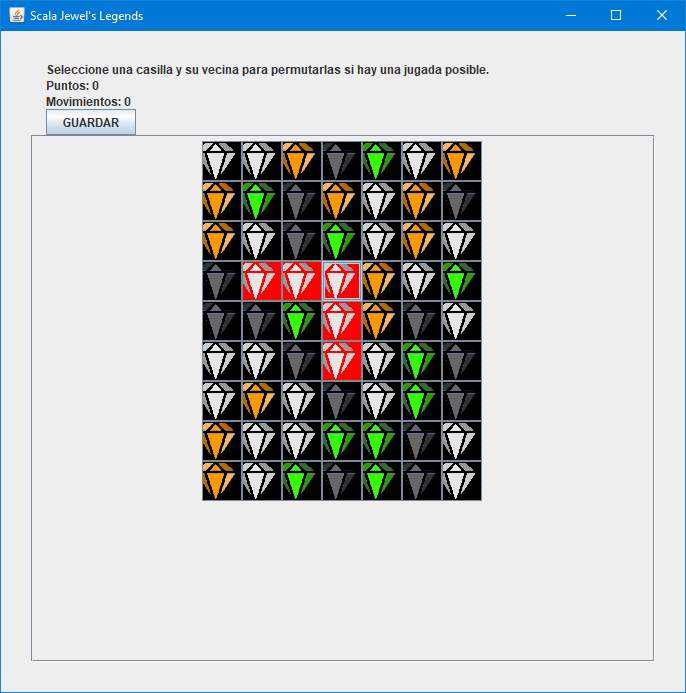 Scala Jewel's Legends
Seleccione una casilla y su vecina para permutarlas si hay una jugada posible.
Puntos: 0
Movimientos: 0
GUARDAR